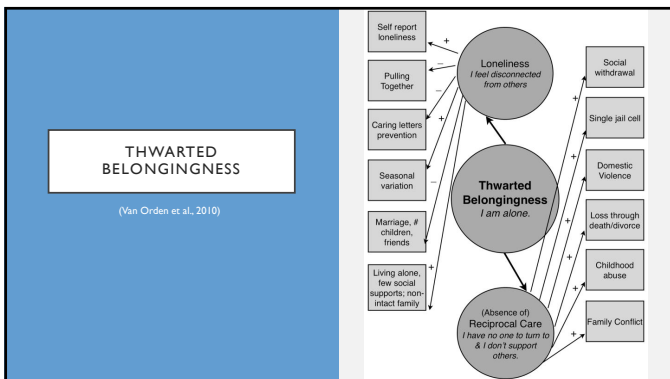 THWARTED
BELONGINGNESS
(Van Orden et al., 2010)
Self report
loneliness
Pulling
Together
Caring letters
prevention
Seasonal
variation
Marriage, #
children,
friends
Living alone,
few social
supports; non-
intact family
+
–
–
+
–
+
Loneliness
I feel disconnected
from others
Thwarted
Belongingness
I am alone.
(Absence of)
Reciprocal Care
I have no one to turn to
& I don't support
others.
+
+
+
+
+
+
Social
withdrawal
Single jail cell
Domestic
Violence
Loss through
death/divorce
Childhood
abuse
Family Conflict